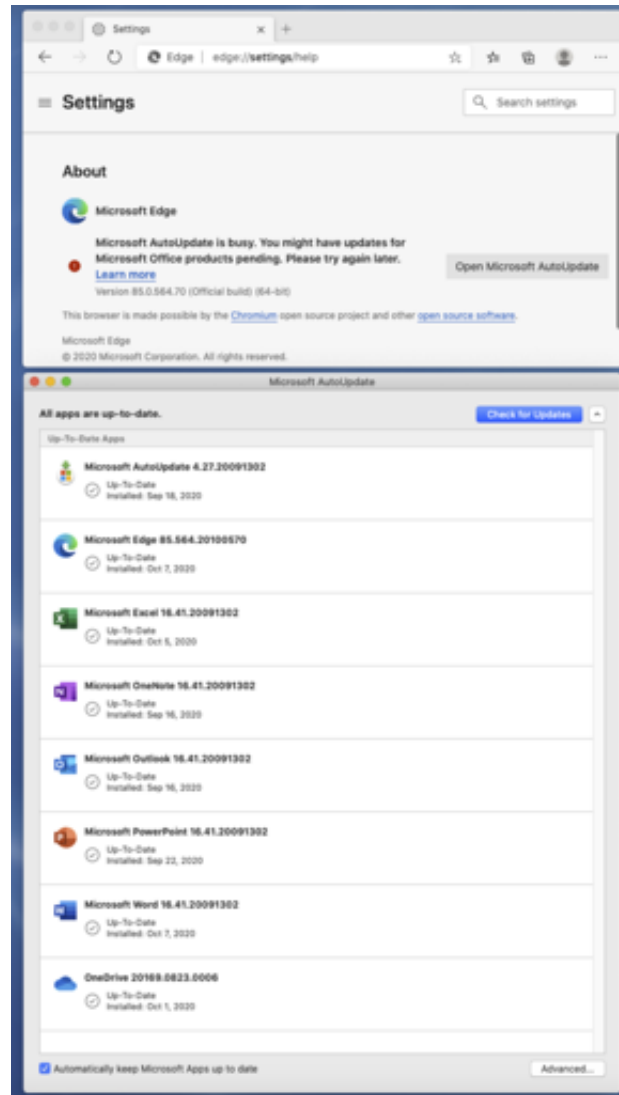 Settings
Edge | edge://settings/help
Settings
Search settings
About
Microsoft Edge
Microsoft AutoUpdate is busy. You might have updates for
Microsoft Office products pending. Please try again later.
Learn more
Open Microsoft AutoUpdate
Version 85.0.564.70 (Official build) (64-bit)
This browser is made possible by the Chromium open source project and other open source software.
Microsoft Edge
© 2020 Microsoft Corporation. All rights reserved.
Microsoft AutoUpdate
All apps are up-to-date.
Check for Updates
Up-To-Date Apps
Microsoft AutoUpdate 4.27.20091302
Up-To-Date
Installed: Sep 18, 2020
Microsoft Edge 85.564.20100570
Up-To-Date
Installed: Oct 7, 2020
Microsoft Excel 16.41.20091302
Up-To-Date
Installed: Oct 5, 2020
Microsoft OneNote 16.41.20091302
Up-To-Date
Installed: Sep 16, 2020
Microsoft Outlook 16.41.20091302
Up-To-Date
Installed: Sep 16, 2020
Microsoft PowerPoint 16.41.20091302
Up-To-Date
Installed: Sep 22, 2020
Microsoft Word 16.41.20091302
Up-To-Date
Installed: Oct 7, 2020
OneDrive 20169.0823.0006
Up-To-Date
Installed: Oct 1, 2020
Automatically keep Microsoft Apps up to date
Advanced...